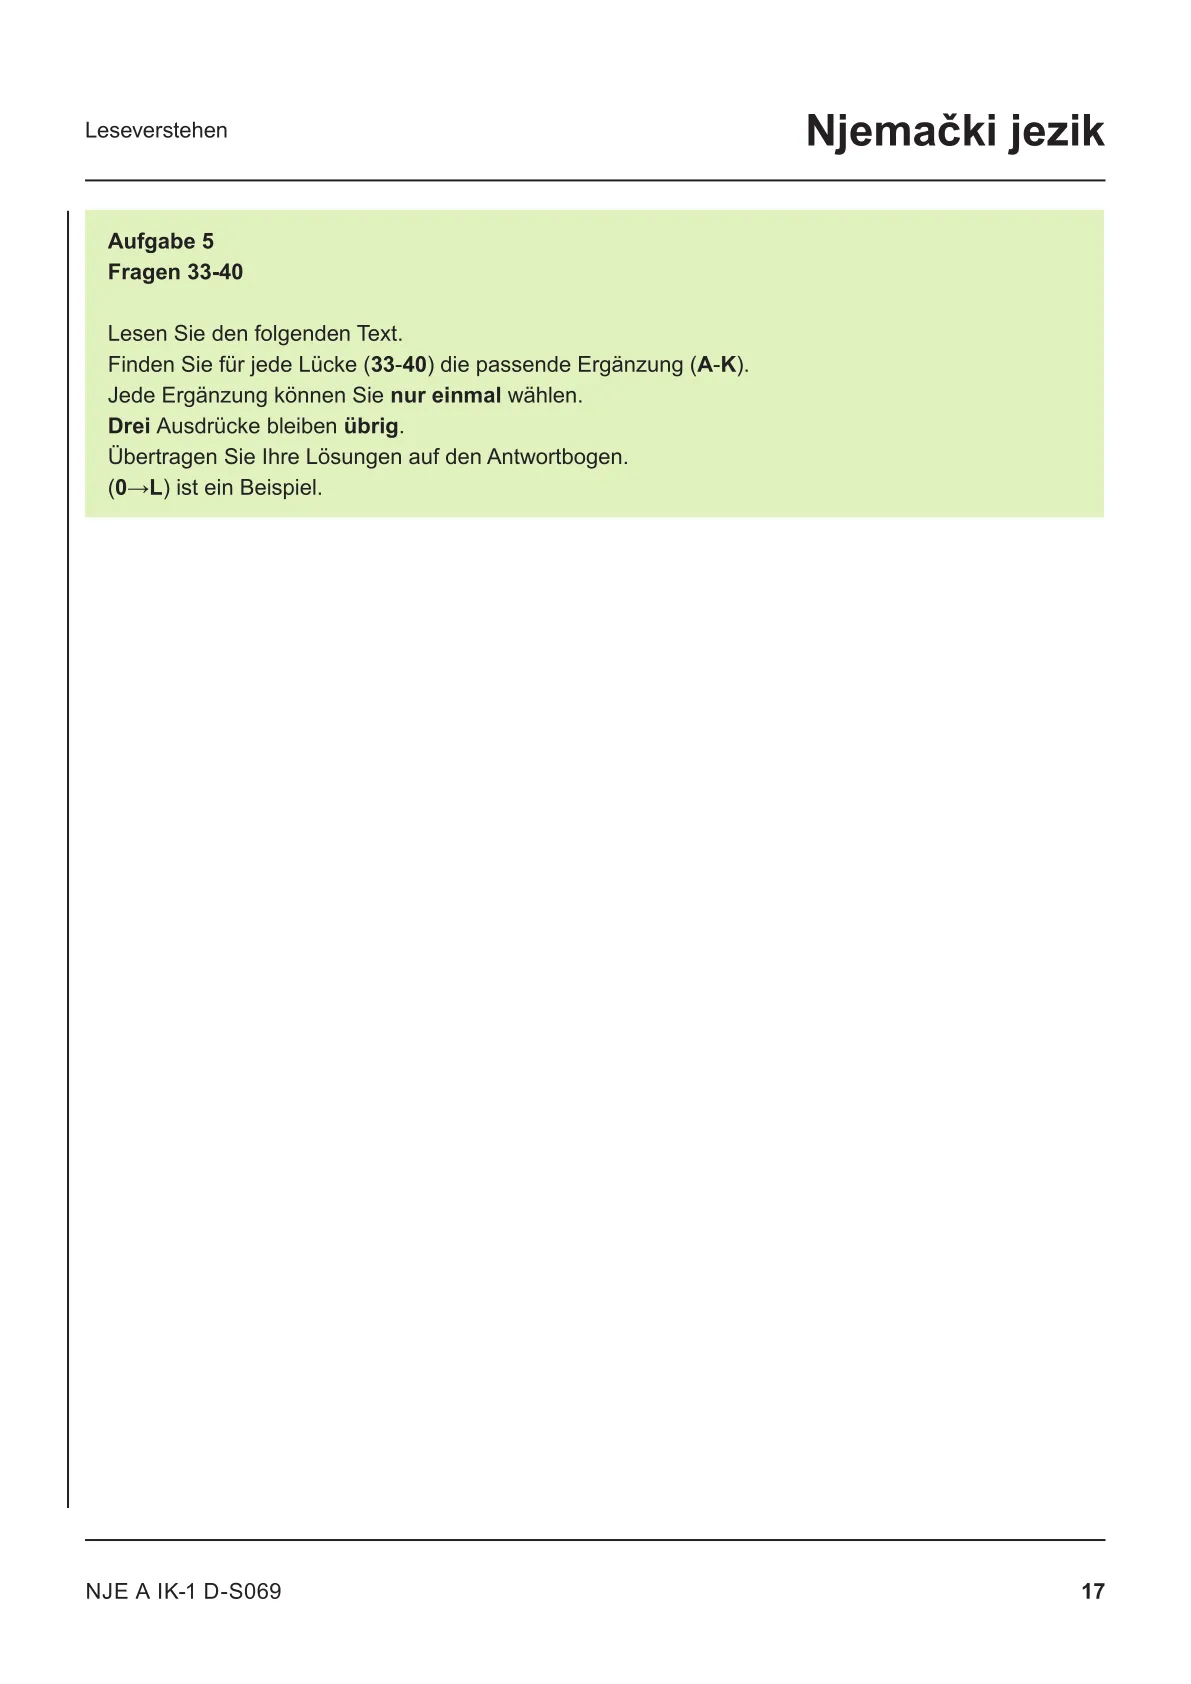 Leseverstehen
Njemački jezik
Aufgabe 5
Fragen 33-40
Lesen Sie den folgenden Text.
Finden Sie für jede Lücke (33-40) die passende Ergänzung (A-K).
Jede Ergänzung können Sie nur einmal wählen.
Drei Ausdrücke bleiben übrig.
Übertragen Sie Ihre Lösungen auf den Antwortbogen.
(0→L) ist ein Beispiel.
NJE A IK-1 D-S069
17